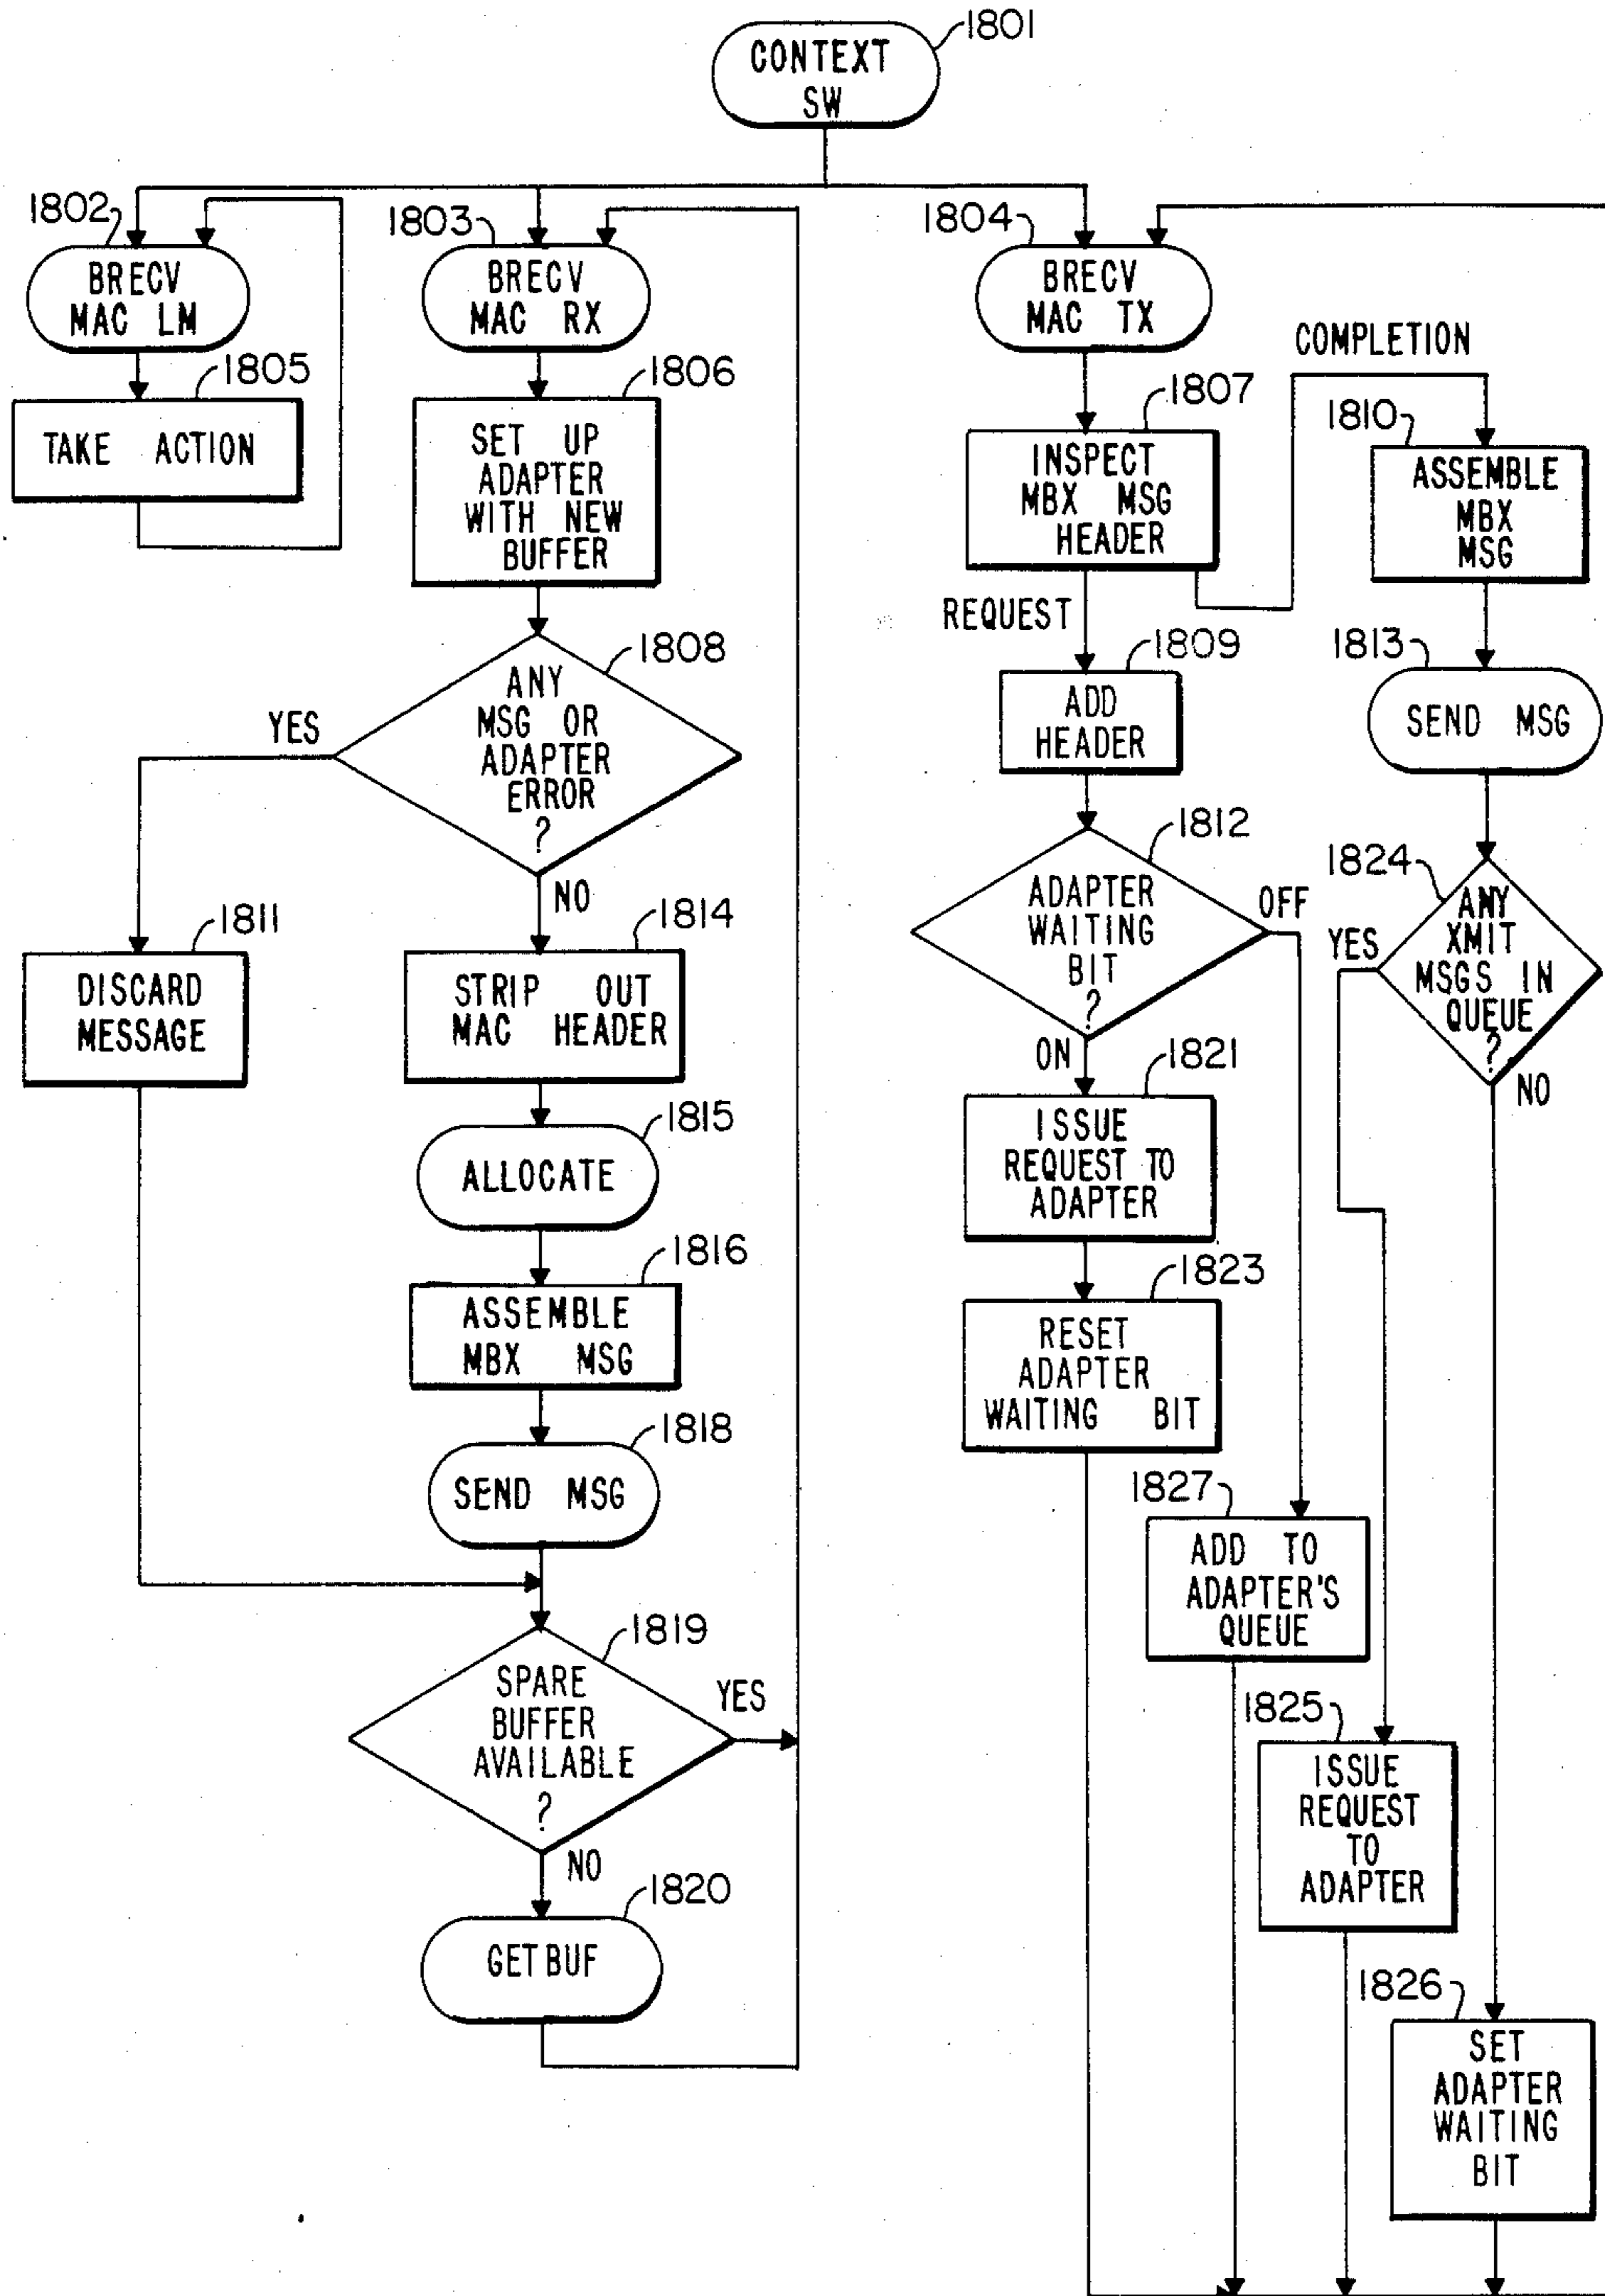 1801
CONTEXT
SW
1802
BRECV
MAC LM
1805
TAKE ACTION
1803
BRECV
MAC RX
1806
SET UP
ADAPTER
WITH NEW
BUFFER
1808
ANY
MSG OR
ADAPTER
ERROR
?
YES
NO
1811
DISCARD
MESSAGE
1814
STRIP OUT
MAC HEADER
1815
ALLOCATE
1816
ASSEMBLE
MBX MSG
1818
SEND MSG
1819
SPARE
BUFFER
AVAILABLE
?
YES
NO
1820
GETBUF
1804
BRECV
MAC TX
1807
INSPECT
MBX MSG
HEADER
REQUEST
COMPLETION
1809
ADD
HEADER
1812
ADAPTER
WAITING
BIT
?
OFF
ON
1821
ISSUE
REQUEST TO
ADAPTER
1823
RESET
ADAPTER
WAITING BIT
1827
ADD TO
ADAPTER'S
QUEUE
1810
ASSEMBLE
MBX
MSG
1813
SEND MSG
1824
ANY
XMIT
MSGS IN
QUEUE
?
YES
NO
1825
ISSUE
REQUEST
TO
ADAPTER
1826
SET
ADAPTER
WAITING
BIT